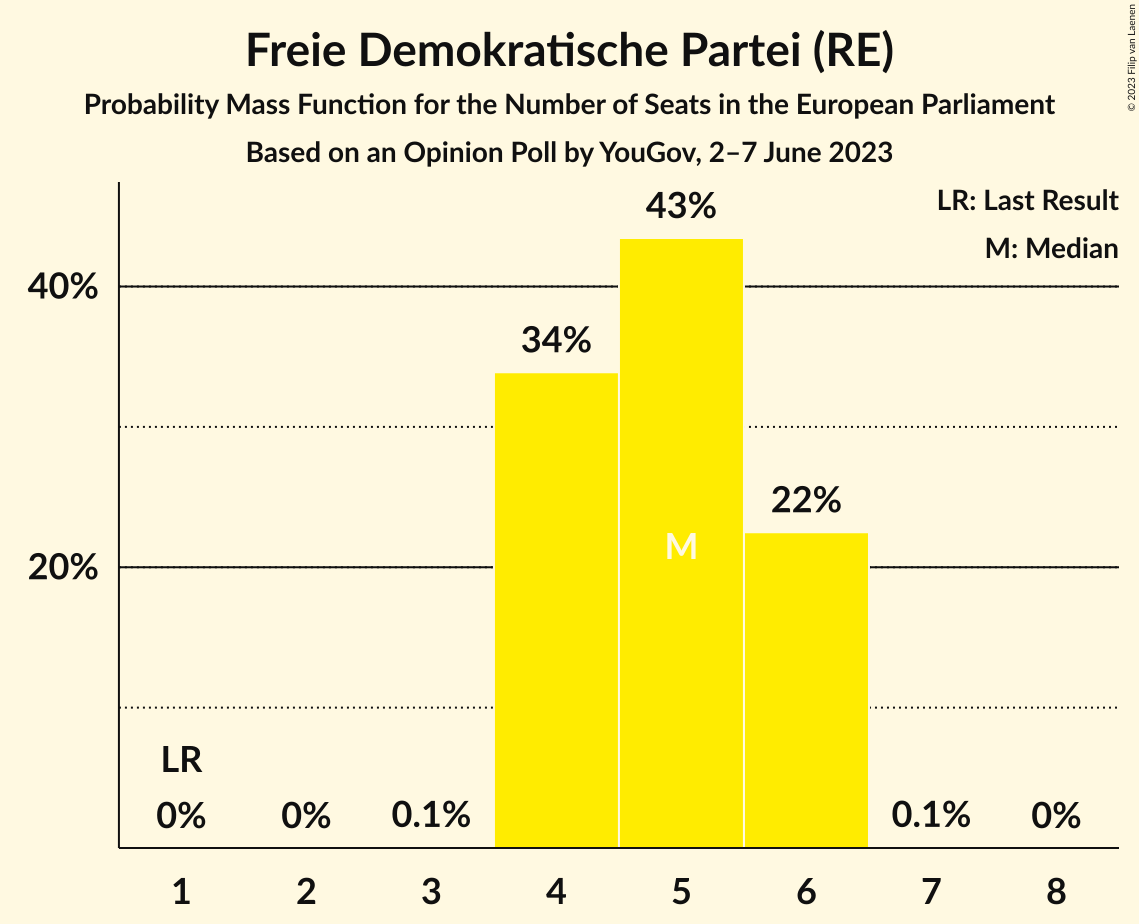 Freie Demokratische Partei (RE)
Probability Mass Function for the Number of Seats in the European Parliament
Based on an Opinion Poll by YouGov, 2–7 June 2023
© 2023 Filip van Laenen
LR: Last Result
M: Median
43%
40%
34%
22%
M
20%
LR
0% 0% 0.1% 0.1% 0%
1 2 3 4 5 6 7 8